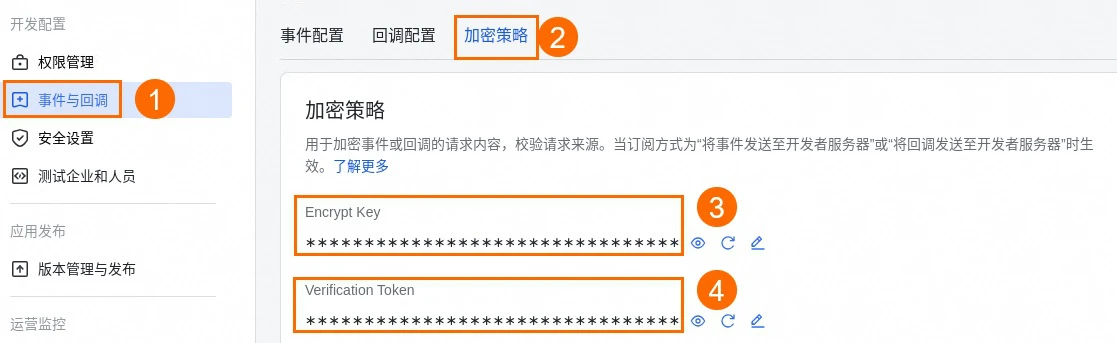 开发配置
权限管理
事件与回调
1
安全设置
测试企业和人员
应用发布
版本管理与发布
运营监控
事件配置 回调配置 加密策略 2
加密策略
用于加密事件或回调的请求内容，校验请求来源。当订阅方式为“将事件发送至开发者服务器”或“将回调发送至开发者服务器”时生
效。了解更多
Encrypt Key
3
********************************
Verification Token
4
********************************